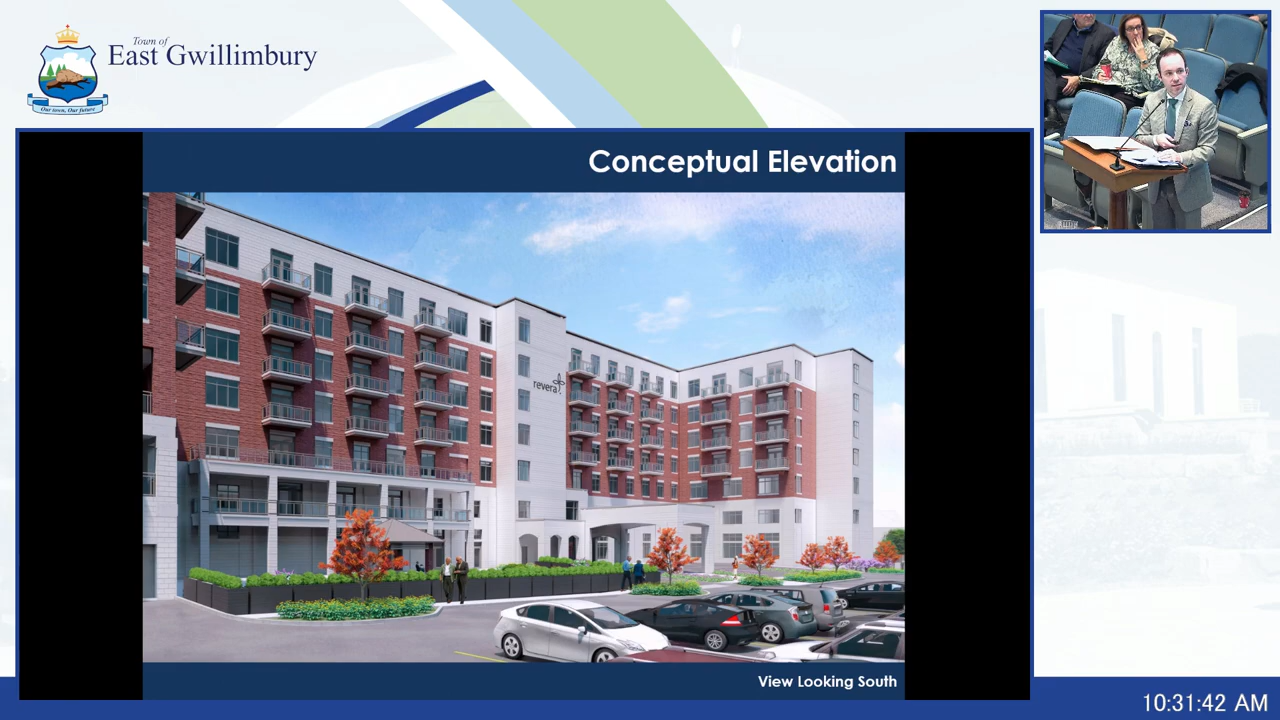 Town of
East Gwillimbury
Our town, Our future
Conceptual Elevation
revera
View Looking South
10:31:42 AM